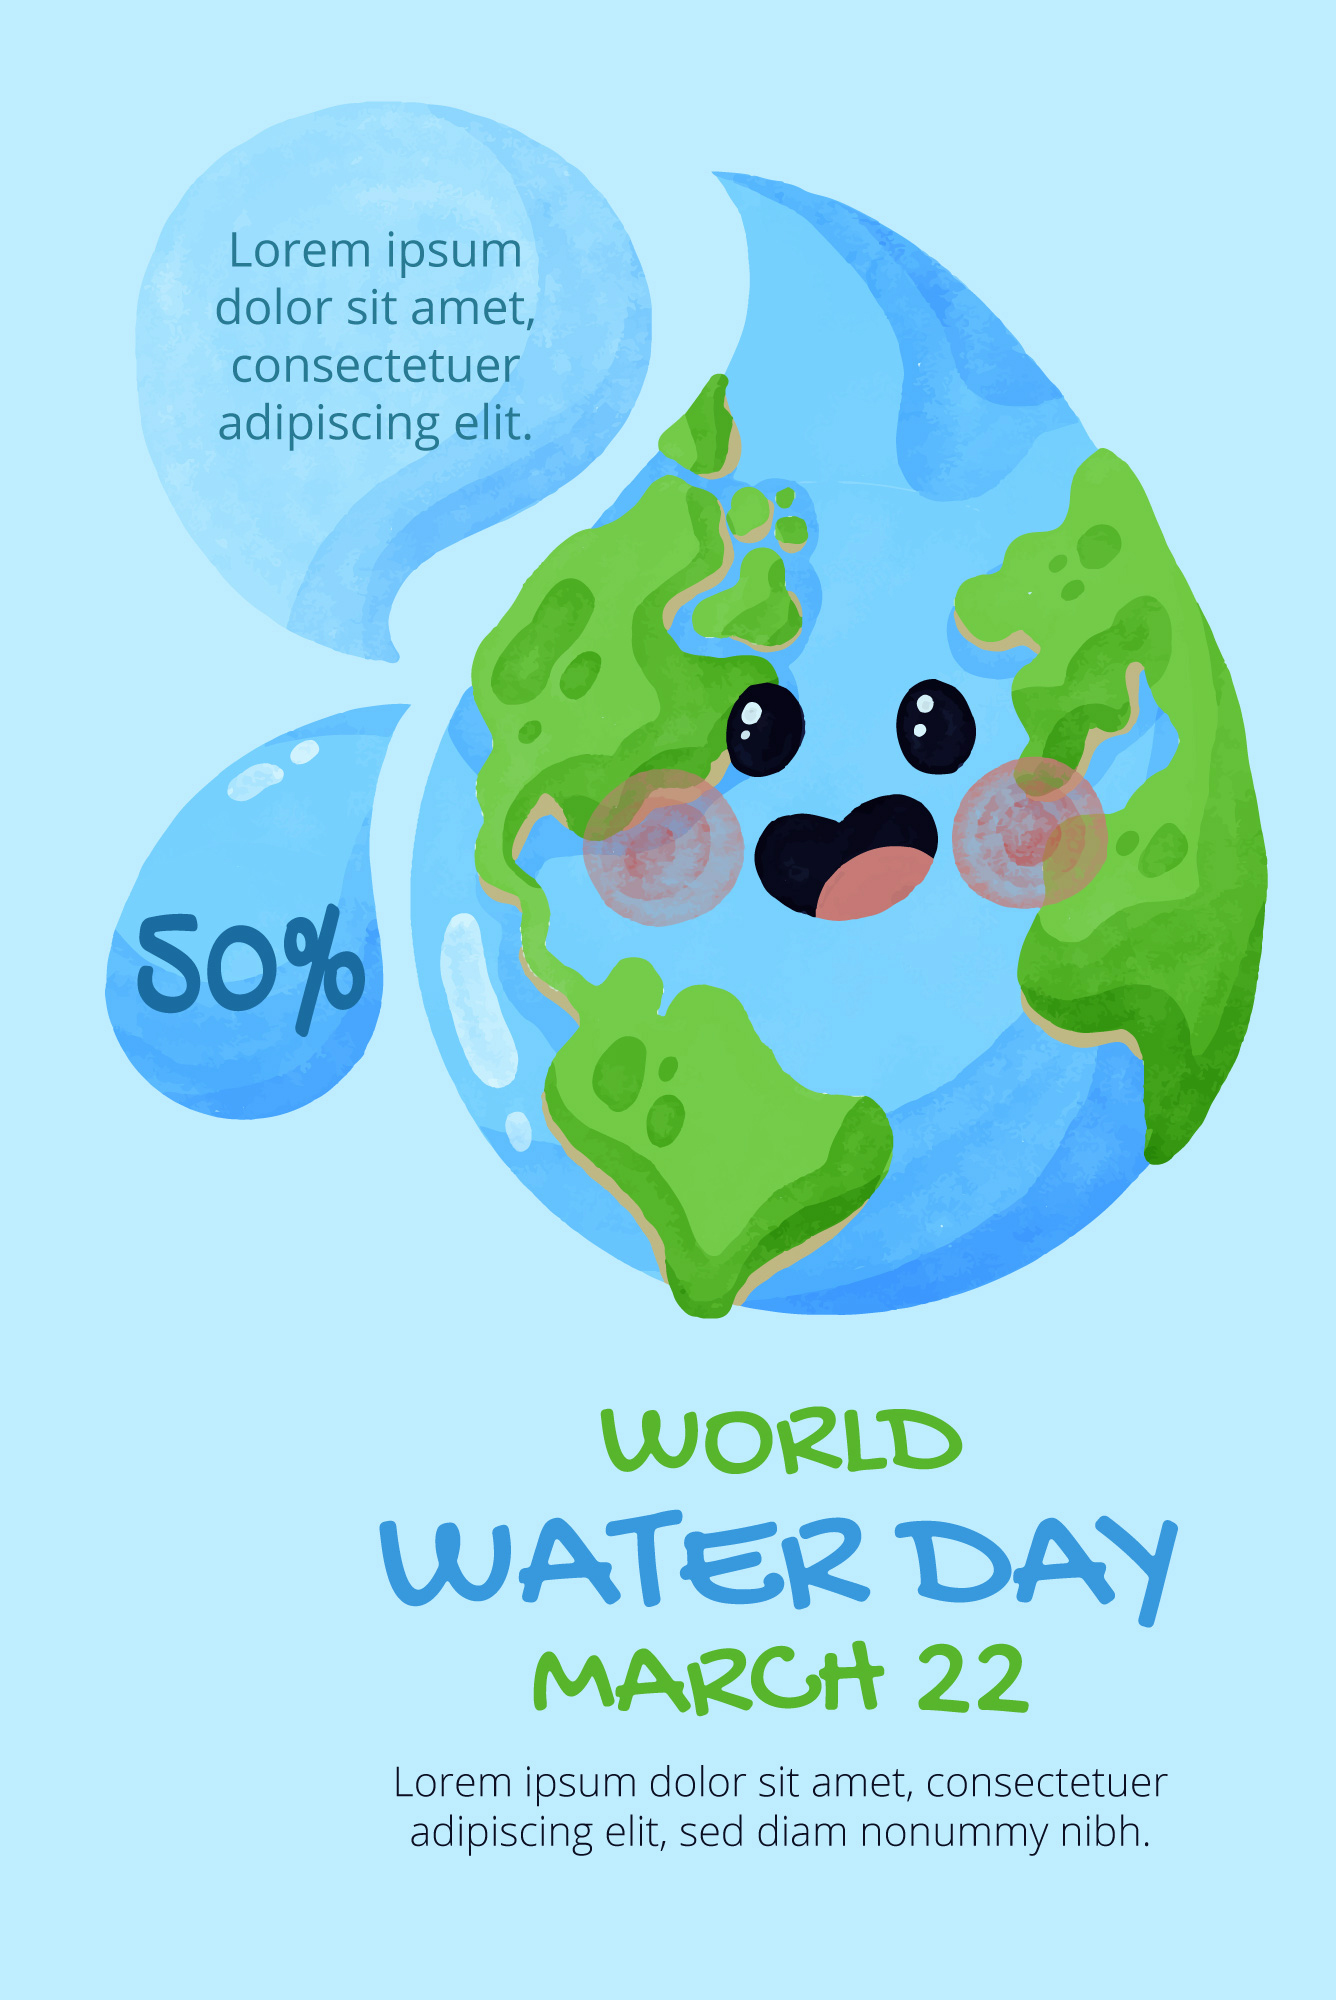 Lorem ipsum
dolor sit amet,
consectetuer
adipiscing elit.
50%
WORLD
WATER DAY
MARCH 22
Lorem ipsum dolor sit amet, consectetuer
adipiscing elit, sed diam nonummy nibh.